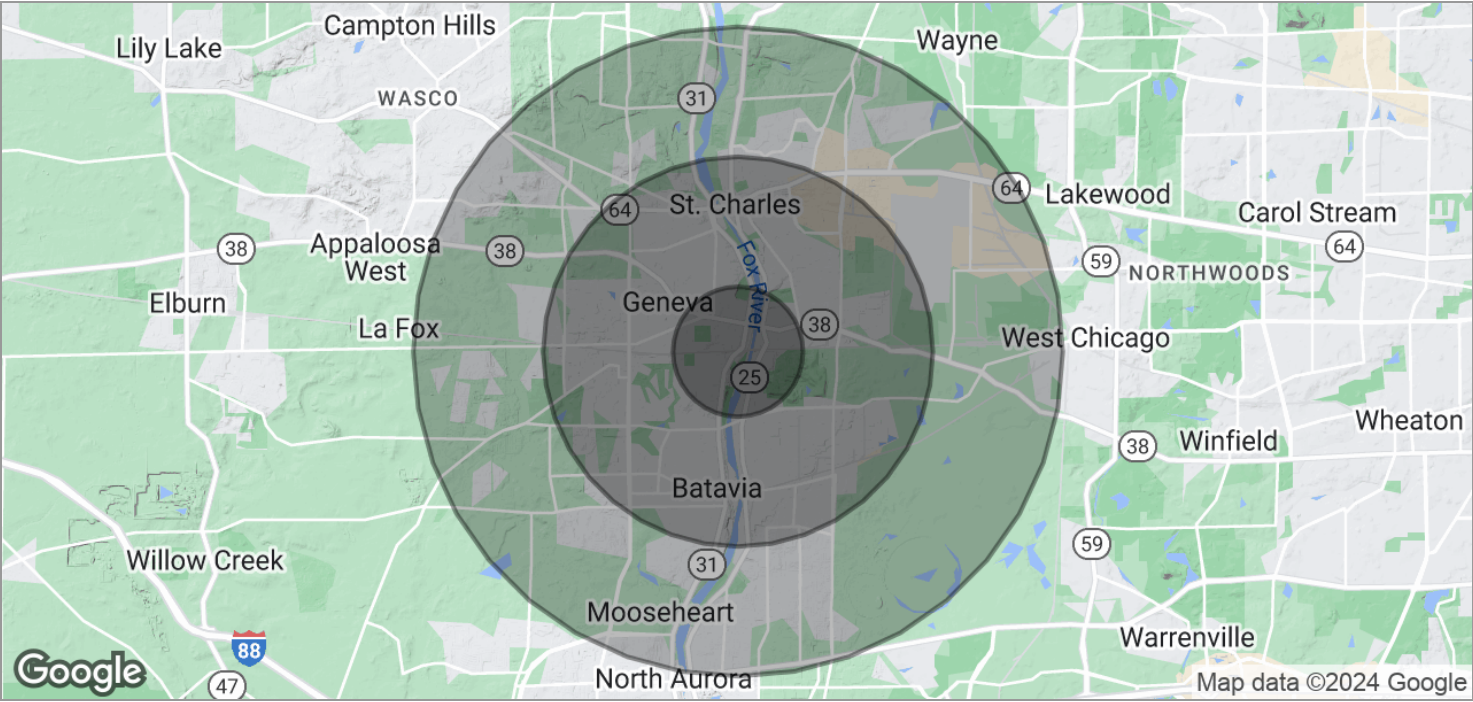 Campton Hills
Lily Lake
Wayne
WASCO
31
64
Lakewood
64
St. Charles
Carol Stream
38
Appaloosa
West
38
64
59
NORTHWOODS
Fox River
Elburn
Geneva
La Fox
38
West Chicago
25
Wheaton
38
Winfield
Batavia
59
Willow Creek
31
Mooseheart
Warrenville
88
Google
47
North Aurora
Map data ©2024 Google